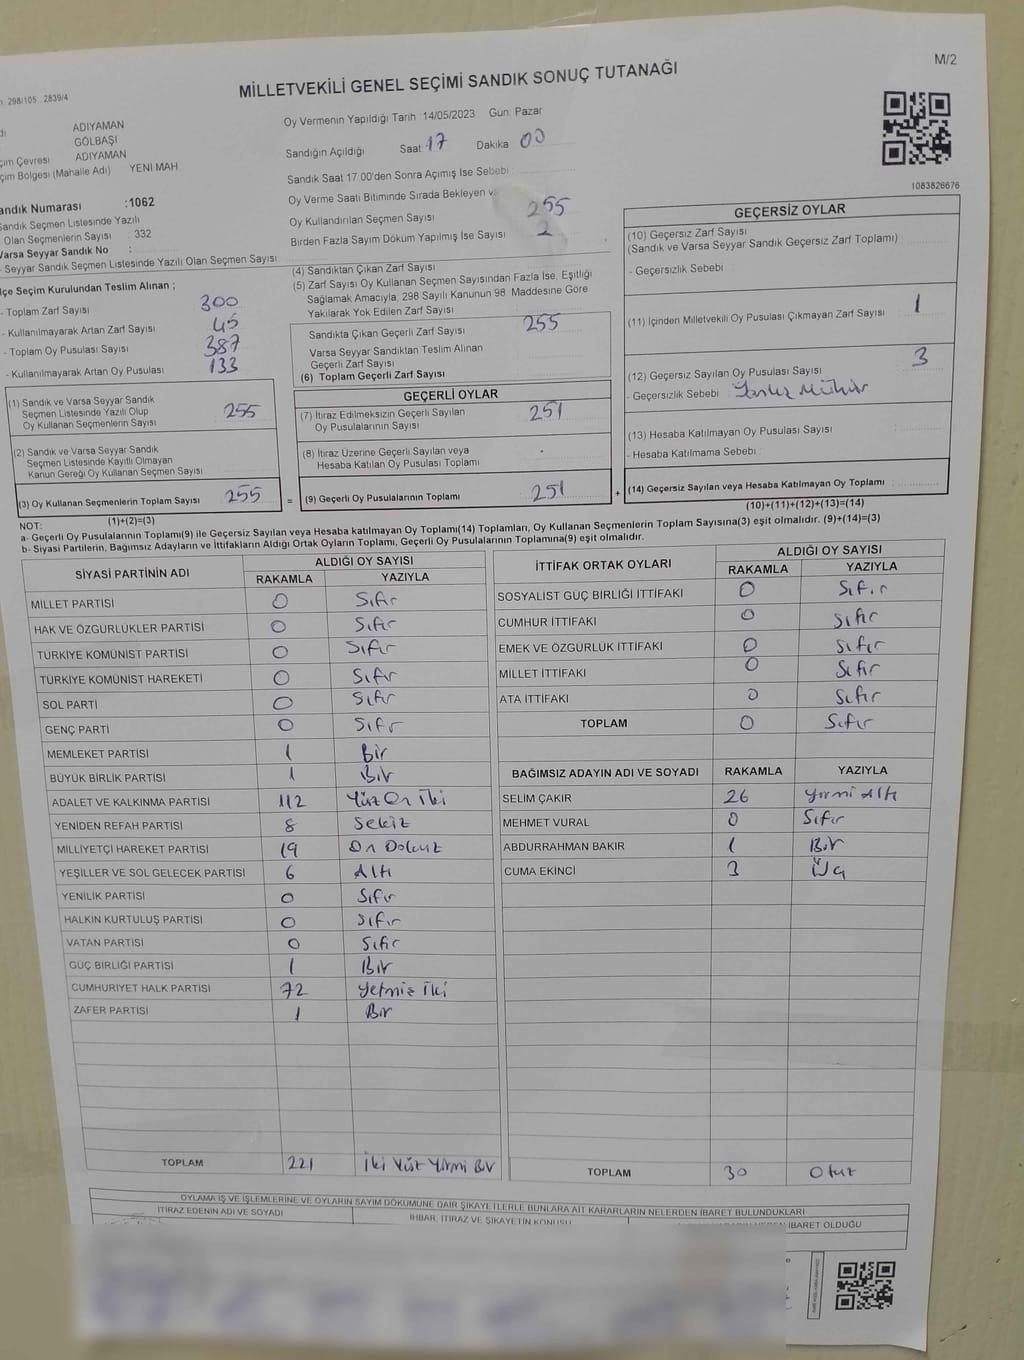 298/105 . 2839/4
MİLLETVEKİLİ GENEL SEÇİMİ SANDIK SONUÇ TUTANAĞI
M/2
ADIYAMAN
GÖLBAŞI
çim Çevresi ADIYAMAN
çim Bölgesi (Mahalle Adı) YENİ MAH
andık Numarası :1062
Sandık Seçmen Listesinde Yazılı
Olan Seçmenlerin Sayısı : 332
Varsa Seyyar Sandık No :
- Seyyar Sandık Seçmen Listesinde Yazılı Olan Seçmen Sayısı
Oy Vermenin Yapıldığı Tarih 14/05/2023 Gün: Pazar
Sandığın Açıldığı Saat 17 Dakika 00
Sandık Saat 17:00'den Sonra Açımış İse Sebebi :
Oy Verme Saati Bitiminde Sırada Bekleyen
Oy Kullandırılan Seçmen Sayısı 255
Birden Fazla Sayım Döküm Yapılmış İse Sayısı 2
1083826676
lçe Seçim Kurulundan Teslim Alınan ;
- Toplam Zarf Sayısı 300
- Kullanılmayarak Artan Zarf Sayısı 45
- Toplam Oy Pusulası Sayısı 387
- Kullanılmayarak Artan Oy Pusulası 133
(1) Sandık ve Varsa Seyyar Sandık
Seçmen Listesinde Yazılı Olup
Oy Kullanan Seçmenlerin Sayısı 255
(2) Sandık ve Varsa Seyyar Sandık
Seçmen Listesinde Kayıtlı Olmayan
Kanun Gereği Oy Kullanan Seçmen Sayısı
(3) Oy Kullanan Seçmenlerin Toplam Sayısı 255
(1)+(2)=(3)
(4) Sandıktan Çıkan Zarf Sayısı
(5) Zarf Sayısı Oy Kullanan Seçmen Sayısından Fazla İse, Eşitliği
Sağlamak Amacıyla, 298 Sayılı Kanunun 98. Maddesine Göre
Yakılarak Yok Edilen Zarf Sayısı
Sandıkta Çıkan Geçerli Zarf Sayısı 255
Varsa Seyyar Sandıktan Teslim Alınan
Geçerli Zarf Sayısı
(6) Toplam Geçerli Zarf Sayısı
GEÇERLİ OYLAR
(7) İtiraz Edilmeksizin Geçerli Sayılan
Oy Pusulalarının Sayısı 251
(8) İtiraz Üzerine Geçerli Sayılan veya
Hesaba Katılan Oy Pusulası Toplamı
= (9) Geçerli Oy Pusulalarının Toplamı 251 +
GEÇERSİZ OYLAR
(10) Geçersiz Zarf Sayısı
(Sandık ve Varsa Seyyar Sandık Geçersiz Zarf Toplamı) :
- Geçersizlik Sebebi :
(11) İçinden Milletvekili Oy Pusulası Çıkmayan Zarf Sayısı 1
(12) Geçersiz Sayılan Oy Pusulası Sayısı 3
- Geçersizlik Sebebi : Yanlız Mühür
(13) Hesaba Katılmayan Oy Pusulası Sayısı
- Hesaba Katılmama Sebebi :
(14) Geçersiz Sayılan veya Hesaba Katılmayan Oy Toplamı :
(10)+(11)+(12)+(13)=(14)
NOT:
a- Geçerli Oy Pusulalarının Toplamı(9) ile Geçersiz Sayılan veya Hesaba katılmayan Oy Toplamı(14) Toplamları, Oy Kullanan Seçmenlerin Toplam Sayısına(3) eşit olmalıdır. (9)+(14)=(3)
b- Siyasi Partilerin, Bağımsız Adayların ve İttifakların Aldığı Ortak Oyların Toplamı, Geçerli Oy Pusulalarının Toplamına(9) eşit olmalıdır.
SİYASİ PARTİNİN ADI ALDIĞI OY SAYISI
RAKAMLA YAZIYLA
MİLLET PARTİSİ 0 Sıfır
HAK VE ÖZGÜRLÜKLER PARTİSİ 0 Sıfır
TÜRKİYE KOMÜNİST PARTİSİ 0 Sıfır
TÜRKİYE KOMÜNİST HAREKETİ 0 Sıfır
SOL PARTİ 0 Sıfır
GENÇ PARTİ 0 Sıfır
MEMLEKET PARTİSİ 1 Bir
BÜYÜK BİRLİK PARTİSİ 1 Bir
ADALET VE KALKINMA PARTİSİ 112 Yüz On İki
YENİDEN REFAH PARTİSİ 8 Sekiz
MİLLİYETÇİ HAREKET PARTİSİ 19 On Dokuz
YEŞİLLER VE SOL GELECEK PARTİSİ 6 Altı
YENİLİK PARTİSİ 0 Sıfır
HALKIN KURTULUŞ PARTİSİ 0 Sıfır
VATAN PARTİSİ 0 Sıfır
GÜÇ BİRLİĞİ PARTİSİ 1 Bir
CUMHURİYET HALK PARTİSİ 72 Yetmiş İki
ZAFER PARTİSİ 1 Bir
TOPLAM 221 İki Yüz Yirmi Bir
İTTİFAK ORTAK OYLARI ALDIĞI OY SAYISI
RAKAMLA YAZIYLA
SOSYALİST GÜÇ BİRLİĞİ İTTİFAKI 0 Sıfır
CUMHUR İTTİFAKI 0 Sıfır
EMEK VE ÖZGÜRLÜK İTTİFAKI 0 Sıfır
MİLLET İTTİFAKI 0 Sıfır
ATA İTTİFAKI 0 Sıfır
TOPLAM 0 Sıfır
BAĞIMSIZ ADAYIN ADI VE SOYADI RAKAMLA YAZIYLA
SELİM ÇAKIR 26 Yirmi Altı
MEHMET VURAL 0 Sıfır
ABDURRAHMAN BAKIR 1 Bir
CUMA EKİNCİ 3 Üç
TOPLAM 30 Otuz
OYLAMA İŞ VE İŞLEMLERİNE VE OYLARIN SAYIM DÖKÜMÜNE DAİR ŞİKAYETLERLE BUNLARA AİT KARARLARIN NELERDEN İBARET BULUNDUKLARI
İTİRAZ EDENİN ADI VE SOYADI İHBAR, İTİRAZ VE ŞİKAYETİN KONUSU İBARET OLDUĞU